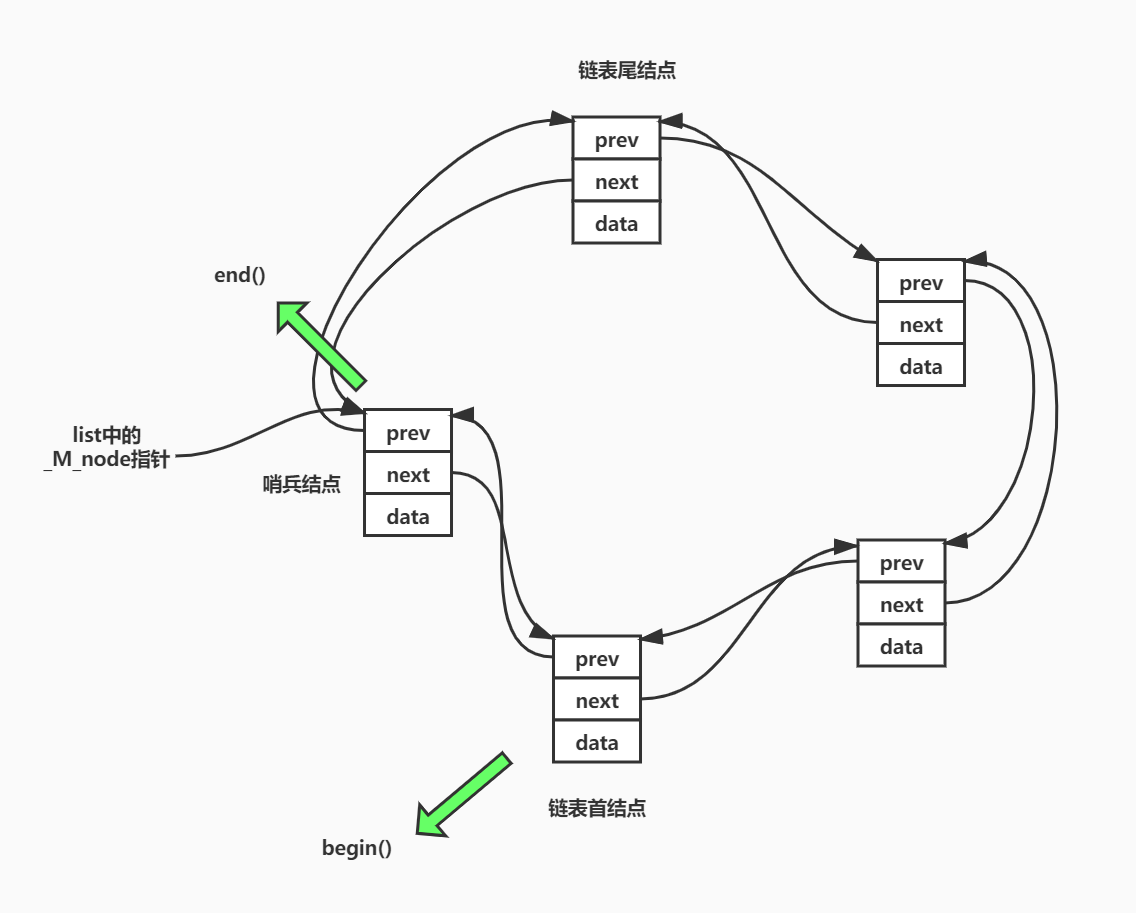 链表尾结点
prev
next
data
end()
prev
next
data
list中的
_M_node指针
哨兵结点
prev
next
data
prev
next
data
prev
next
data
链表首结点
begin()